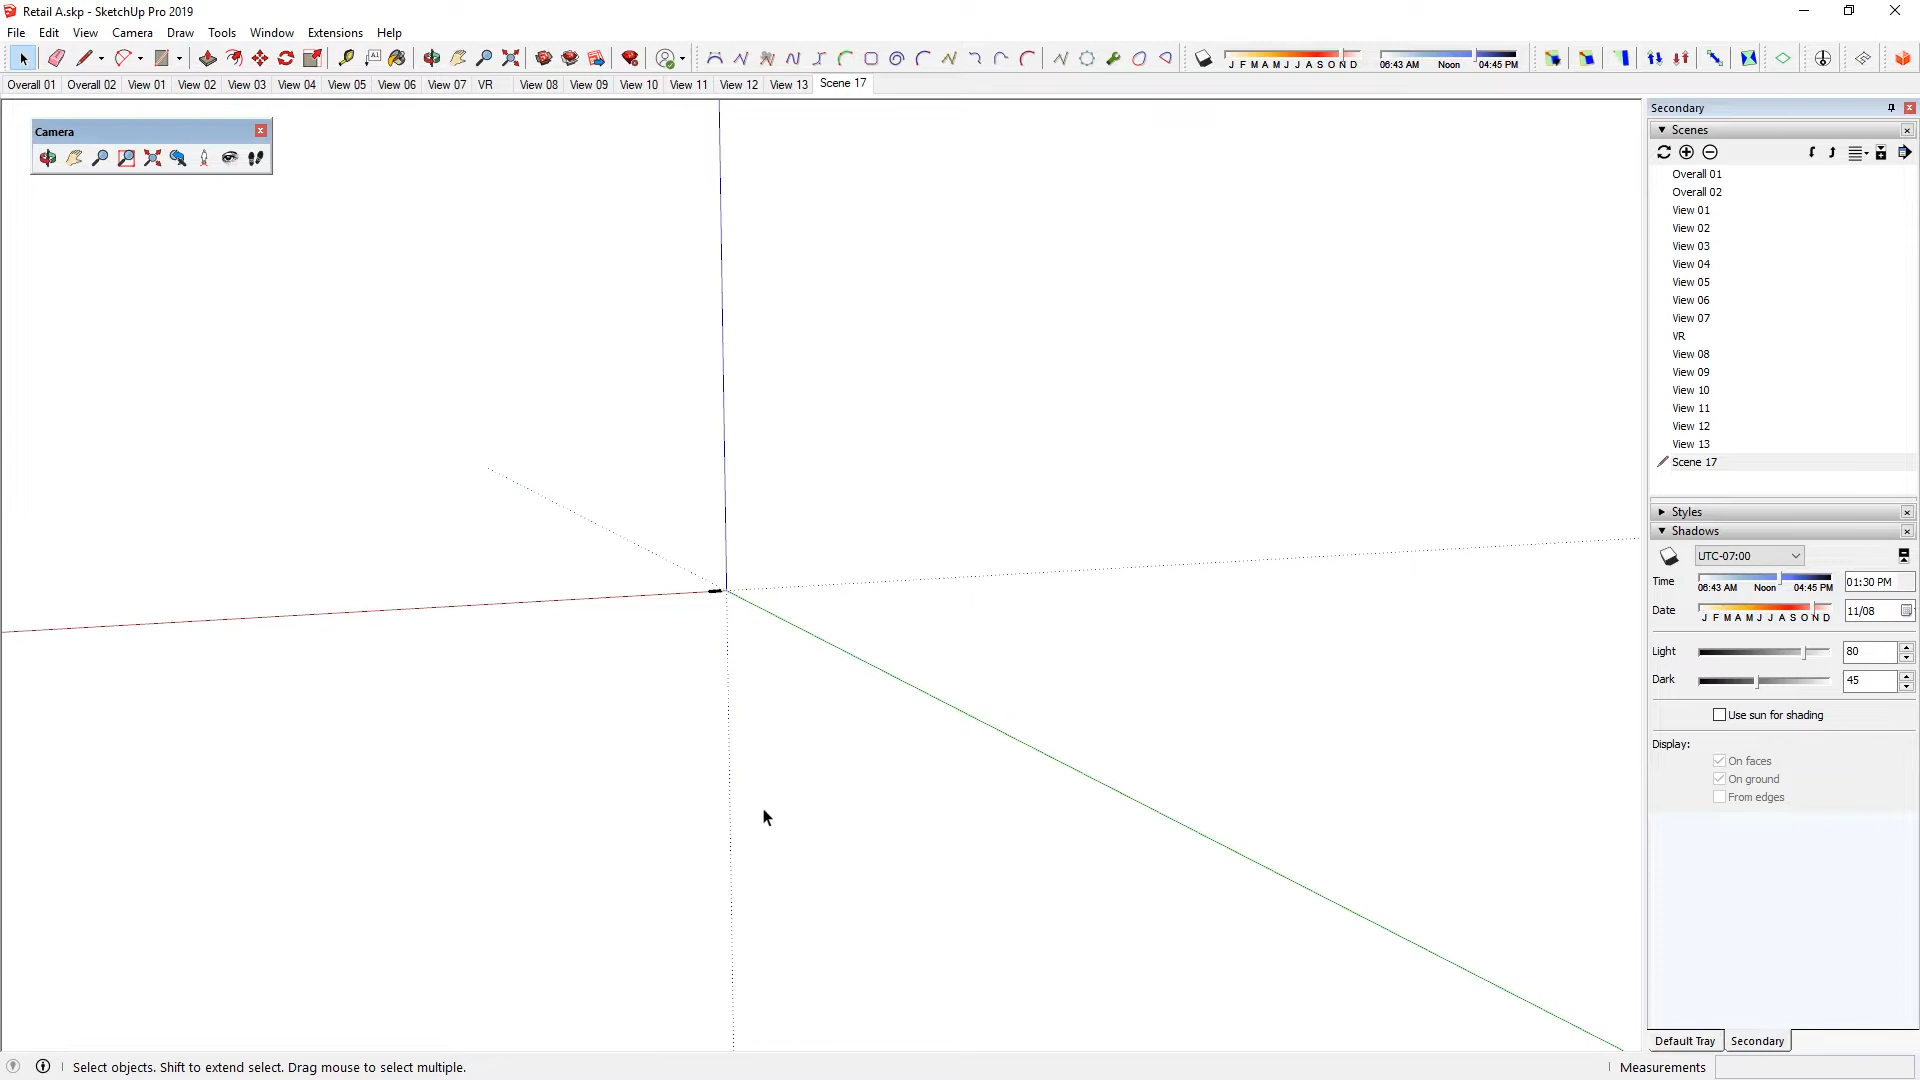 Retail A.skp - SketchUp Pro 2019
File Edit View Camera Draw Tools Window Extensions Help
J F M A M J J A S O N D
06:43 AM Noon 04:45 PM
Overall 01 Overall 02 View 01 View 02 View 03 View 04 View 05 View 06 View 07 VR View 08 View 09 View 10 View 11 View 12 View 13 Scene 17
Camera
Secondary
Scenes
Overall 01
Overall 02
View 01
View 02
View 03
View 04
View 05
View 06
View 07
VR
View 08
View 09
View 10
View 11
View 12
View 13
Scene 17
Styles
Shadows
UTC-07:00
Time 06:43 AM Noon 04:45 PM 01:30 PM
Date J F M A M J J A S O N D 11/08
Light 80
Dark 45
Use sun for shading
Display:
On faces
On ground
From edges
Default Tray Secondary
Select objects. Shift to extend select. Drag mouse to select multiple.
Measurements